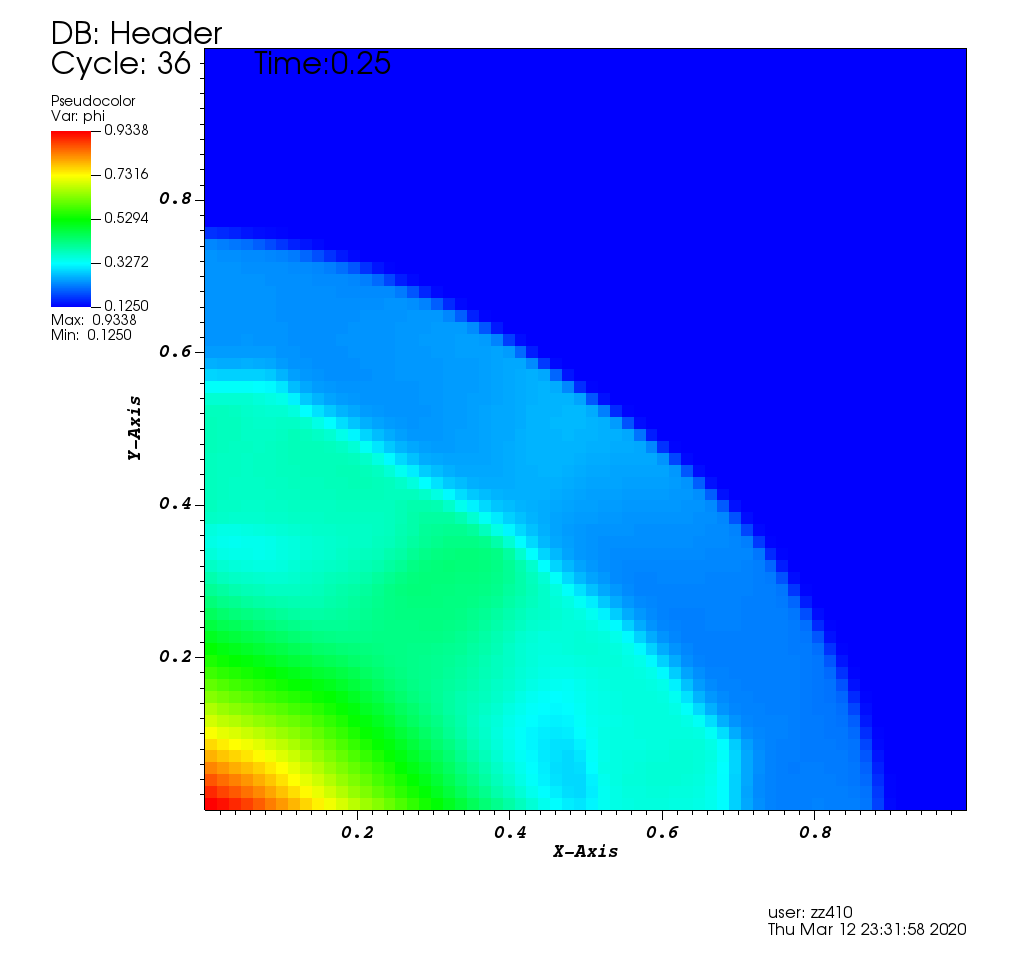 DB: Header
Cycle: 36 Time:0.25
Pseudocolor
Var: phi
0.9338
0.7316
0.5294
0.3272
0.1250
Max: 0.9338
Min: 0.1250
0.8
0.6
0.4
0.2
Y-Axis
0.2 0.4 0.6 0.8
X-Axis
user: zz410
Thu Mar 12 23:31:58 2020